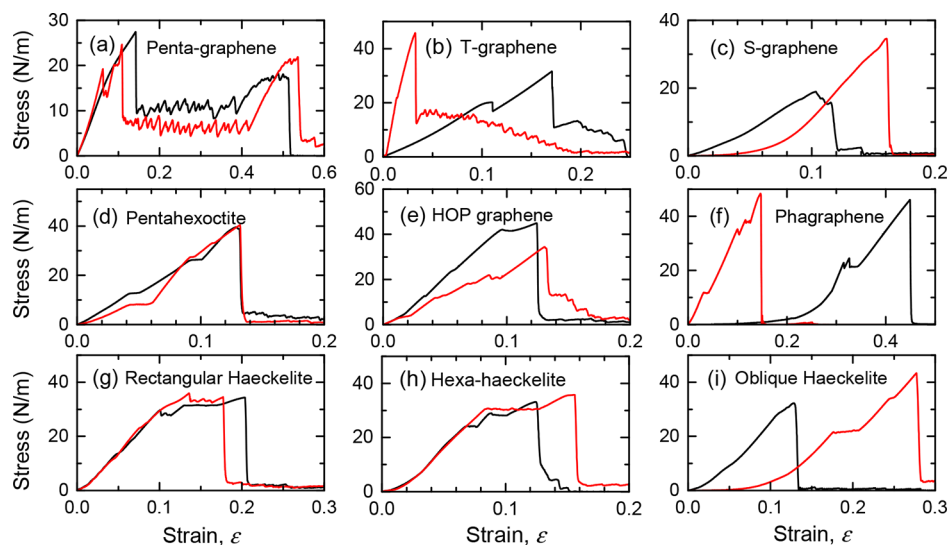 Stress (N/m)
30
25
20
15
10
5
0
(a) Penta-graphene
0.0 0.2 0.4 0.6
40
20
0
(b) T-graphene
0.0 0.1 0.2
40
20
0
(c) S-graphene
0.0 0.1 0.2
Stress (N/m)
40
20
0
(d) Pentahexoctite
0.0 0.1 0.2
60
40
20
0
(e) HOP graphene
0.0 0.1 0.2
40
20
0
(f) Phagraphene
0.0 0.2 0.4
Stress (N/m)
40
20
0
(g) Rectangular Haeckelite
0.0 0.1 0.2 0.3
Strain, ε
40
20
0
(h) Hexa-haeckelite
0.0 0.1 0.2
Strain, ε
40
20
0
(i) Oblique Haeckelite
0.0 0.1 0.2 0.3
Strain, ε